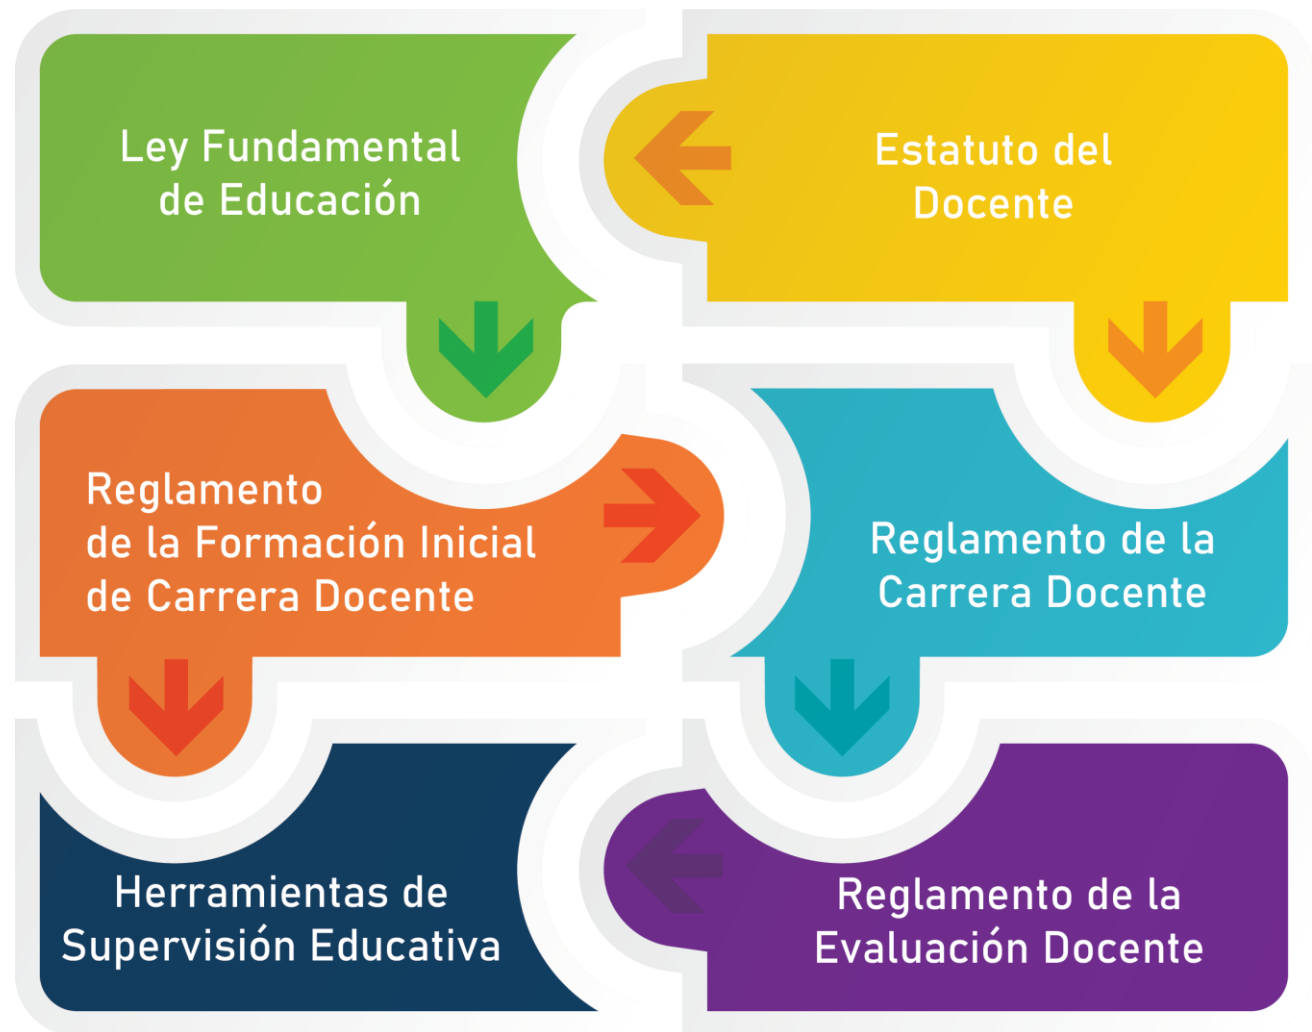 Ley Fundamental
de Educación
Estatuto del
Docente
Reglamento
de la Formación Inicial
de Carrera Docente
Reglamento de la
Carrera Docente
Herramientas de
Supervisión Educativa
Reglamento de la
Evaluación Docente